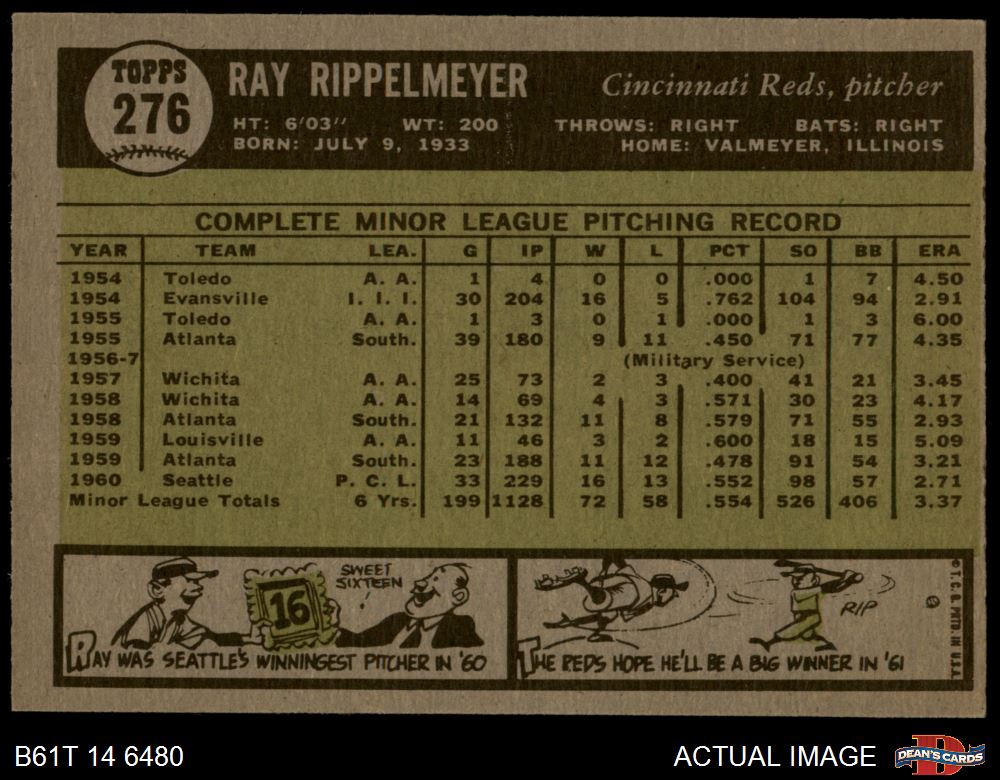 TOPPS
276
RAY RIPPELMEYER
Cincinnati Reds, pitcher
HT: 6'03" WT: 200 THROWS: RIGHT BATS: RIGHT
BORN: JULY 9, 1933 HOME: VALMEYER, ILLINOIS
COMPLETE MINOR LEAGUE PITCHING RECORD
YEAR TEAM LEA. G IP W L PCT SO BB ERA
1954 Toledo A. A. 1 4 0 0 .000 1 7 4.50
1954 Evansville I. I. I. 30 204 16 5 .762 104 94 2.91
1955 Toledo A. A. 1 3 0 1 .000 1 3 6.00
1955 Atlanta South. 39 180 9 11 .450 71 77 4.35
1956-7 (Military Service)
1957 Wichita A. A. 25 73 2 3 .400 41 21 3.45
1958 Wichita A. A. 14 69 4 3 .571 30 23 4.17
1958 Atlanta South. 21 132 11 8 .579 71 55 2.93
1959 Louisville A. A. 11 46 3 2 .600 18 15 5.09
1959 Atlanta South. 23 188 11 12 .478 91 54 3.21
1960 Seattle P. C. L. 33 229 16 13 .552 98 57 2.71
Minor League Totals 6 Yrs. 199 1128 72 58 .554 526 406 3.37
SWEET
SIXTEEN
!
16
RAY WAS SEATTLE'S WINNINGEST PITCHER IN '60
RIP
THE REDS HOPE HE'LL BE A BIG WINNER IN '61
© T.C.G. PRTD. IN U.S.A.
B61T 14 6480
ACTUAL IMAGE
DEAN'S CARDS